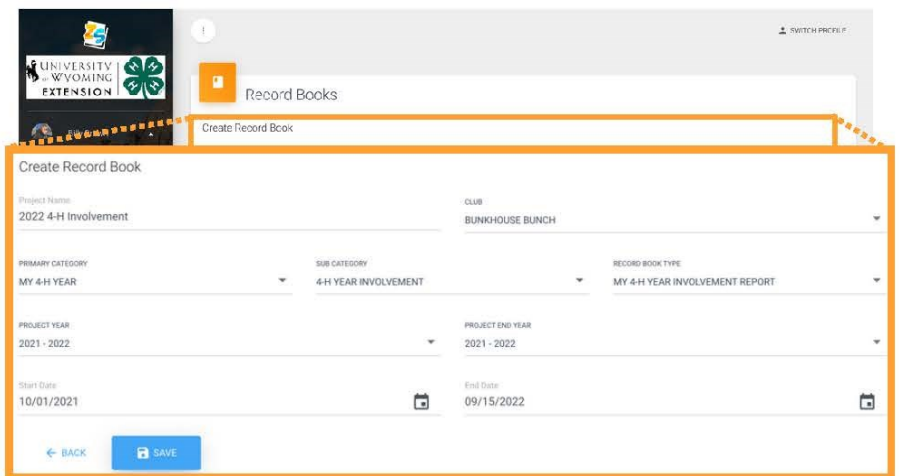 SWITCH PROFILE
UNIVERSITY
OF WYOMING
EXTENSION
H H
H H
Record Books
Create Record Book
Create Record Book
Project Name
2022 4-H Involvement
CLUB
BUNKHOUSE BUNCH
PRIMARY CATEGORY
MY 4-H YEAR
SUB CATEGORY
4-H YEAR INVOLVEMENT
RECORD BOOK TYPE
MY 4-H YEAR INVOLVEMENT REPORT
PROJECT YEAR
2021 - 2022
PROJECT END YEAR
2021 - 2022
Start Date
10/01/2021
End Date
09/15/2022
BACK
SAVE